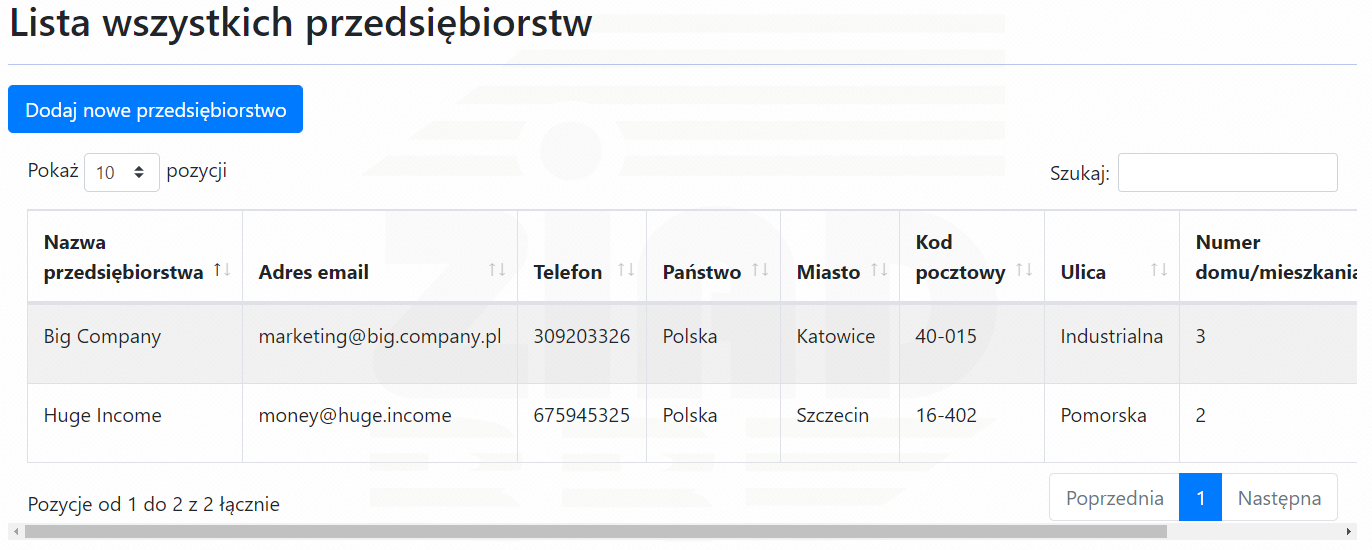 Lista wszystkich przedsiębiorstw
Dodaj nowe przedsiębiorstwo
Pokaż 10 pozycji
Szukaj:
Nazwa przedsiębiorstwa Adres email Telefon Państwo Miasto Kod pocztowy Ulica Numer domu/mieszkania
Big Company marketing@big.company.pl 309203326 Polska Katowice 40-015 Industrialna 3
Huge Income money@huge.income 675945325 Polska Szczecin 16-402 Pomorska 2
Pozycje od 1 do 2 z 2 łącznie
Poprzednia 1 Następna